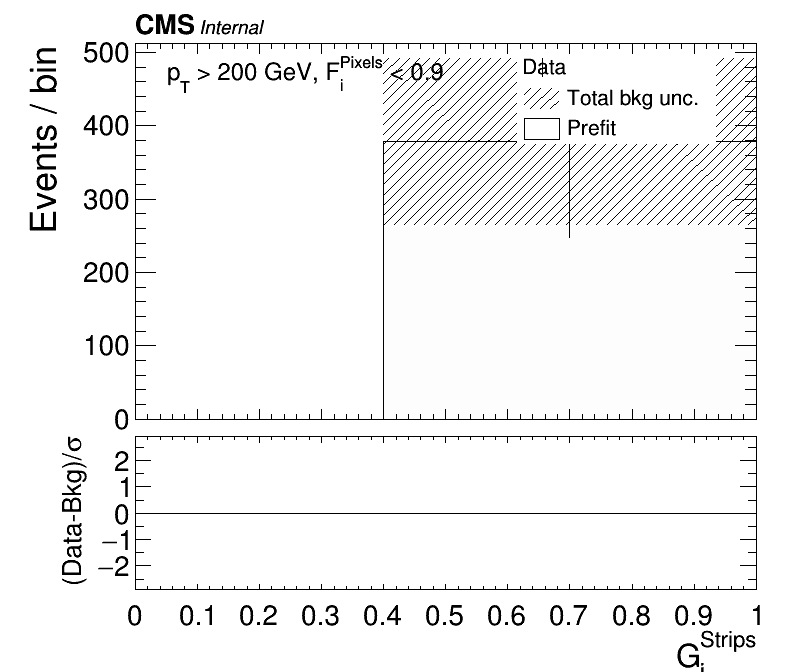 CMS Internal
p_T > 200 GeV, F_i^Pixels < 0.9
Data
Total bkg unc.
Prefit
Events / bin
500
400
300
200
100
0
(Data-Bkg)/σ
2
1
0
−1
−2
0 0.1 0.2 0.3 0.4 0.5 0.6 0.7 0.8 0.9 1
G_i^Strips